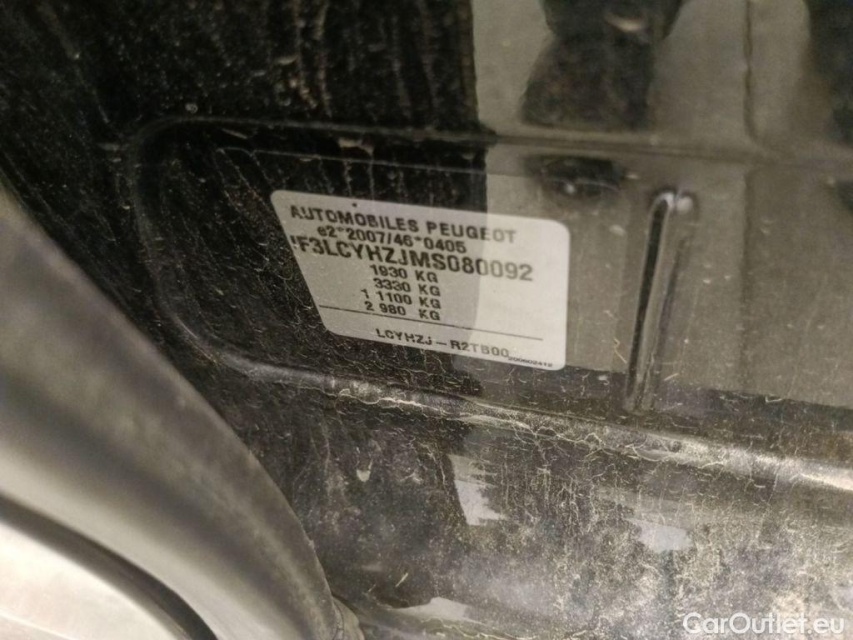 AUTOMOBILES PEUGEOT
e2*2007/46*0405
F3LCYHZJMS080092
1930 KG
3330 KG
1 1100 KG
2 980 KG
LCYHZJ-R2TB00
CarOutlet.eu